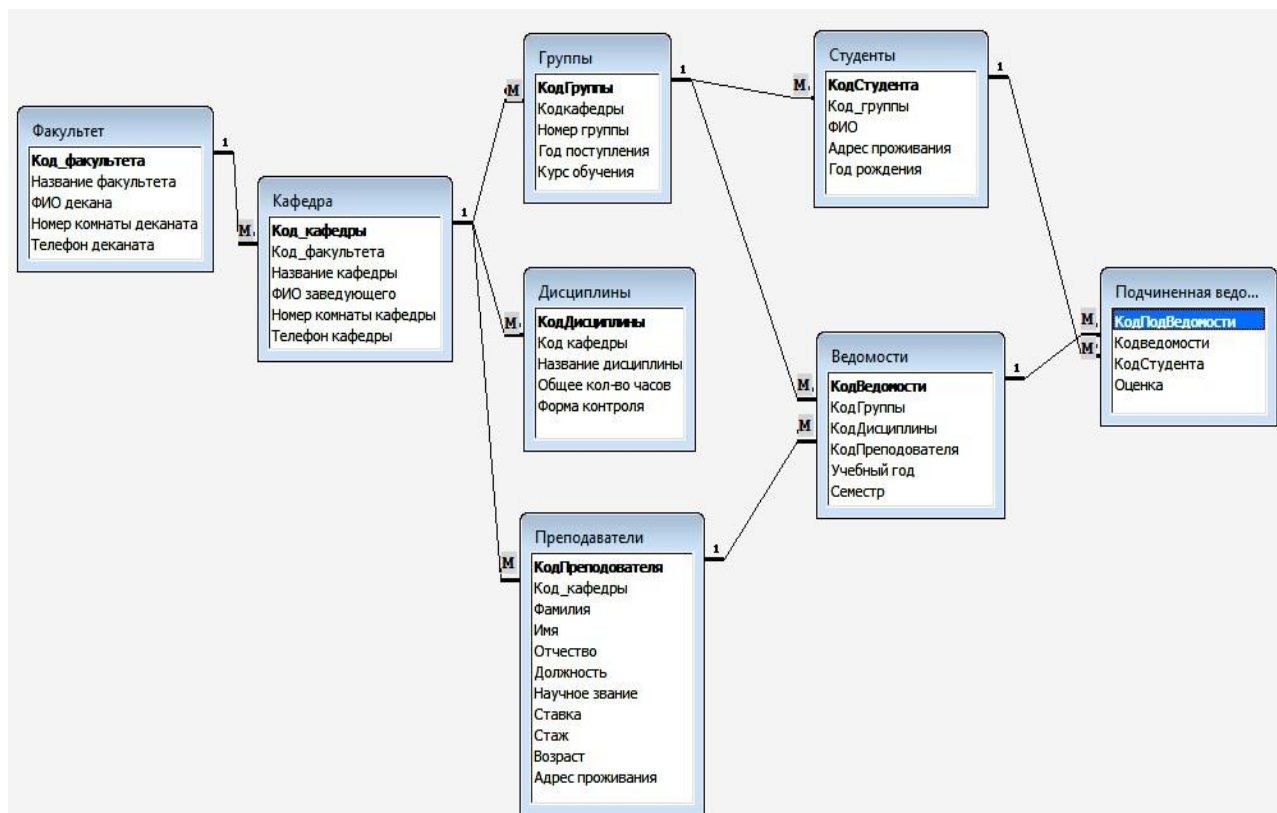 Факультет
Код_факультета
Название факультета
ФИО декана
Номер комнаты деканата
Телефон деканата
1
М.
Кафедра
Код_кафедры
Код_факультета
Название кафедры
ФИО заведующего
Номер комнаты кафедры
Телефон кафедры
1
М
Группы
КодГруппы
Кодкафедры
Номер группы
Год поступления
Курс обучения
1
М.
Дисциплины
КодДисциплины
Код кафедры
Название дисциплины
Общее кол-во часов
Форма контроля
М
Преподаватели
КодПреподователя
Код_кафедры
Фамилия
Имя
Отчество
Должность
Научное звание
Ставка
Стаж
Возраст
Адрес проживания
1
М.
Студенты
КодСтудента
Код_группы
ФИО
Адрес проживания
Год рождения
1
М.
М
Ведомости
КодВедомости
КодГруппы
КодДисциплины
КодПреподователя
Учебный год
Семестр
1
М.
М
Подчиненная ведо...
КодПодВедомости
Кодведомости
КодСтудента
Оценка